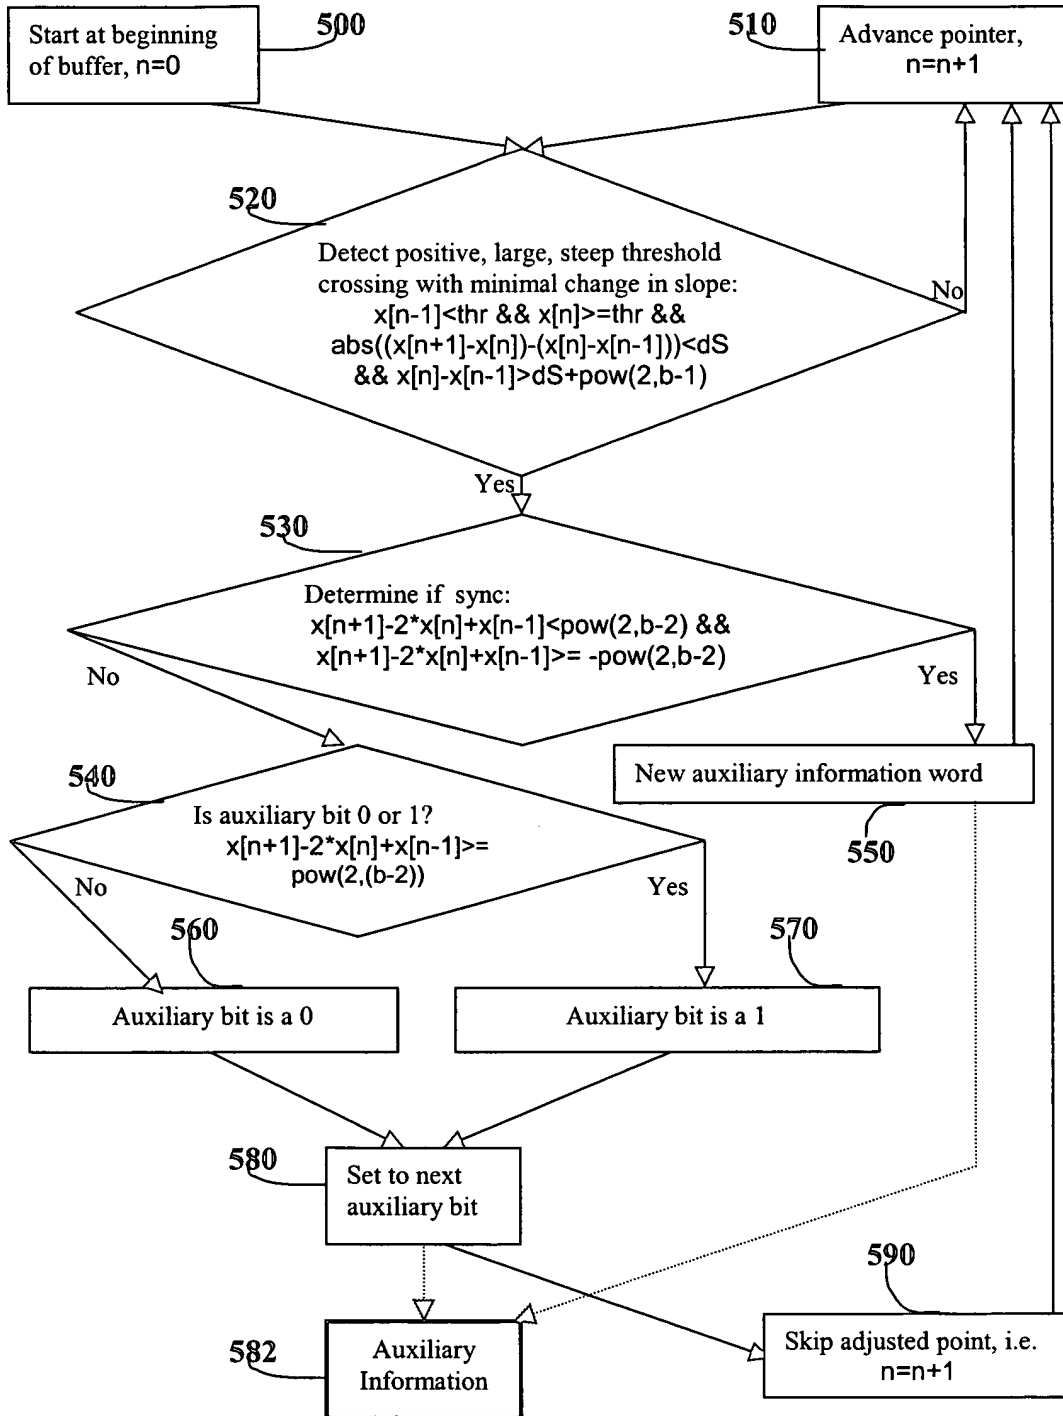 500
Start at beginning
of buffer, n=0
510
Advance pointer,
n=n+1
520
Detect positive, large, steep threshold
crossing with minimal change in slope:
x[n-1]<thr && x[n]>=thr &&
abs((x[n+1]-x[n])-(x[n]-x[n-1]))<dS
&& x[n]-x[n-1]>dS+pow(2,b-1)
No
Yes
530
Determine if sync:
x[n+1]-2*x[n]+x[n-1]<pow(2,b-2) &&
x[n+1]-2*x[n]+x[n-1]>= -pow(2,b-2)
No
Yes
540
Is auxiliary bit 0 or 1?
x[n+1]-2*x[n]+x[n-1]>=
pow(2,(b-2))
No
Yes
New auxiliary information word
550
560
Auxiliary bit is a 0
570
Auxiliary bit is a 1
580
Set to next
auxiliary bit
590
Skip adjusted point, i.e.
n=n+1
582
Auxiliary
Information